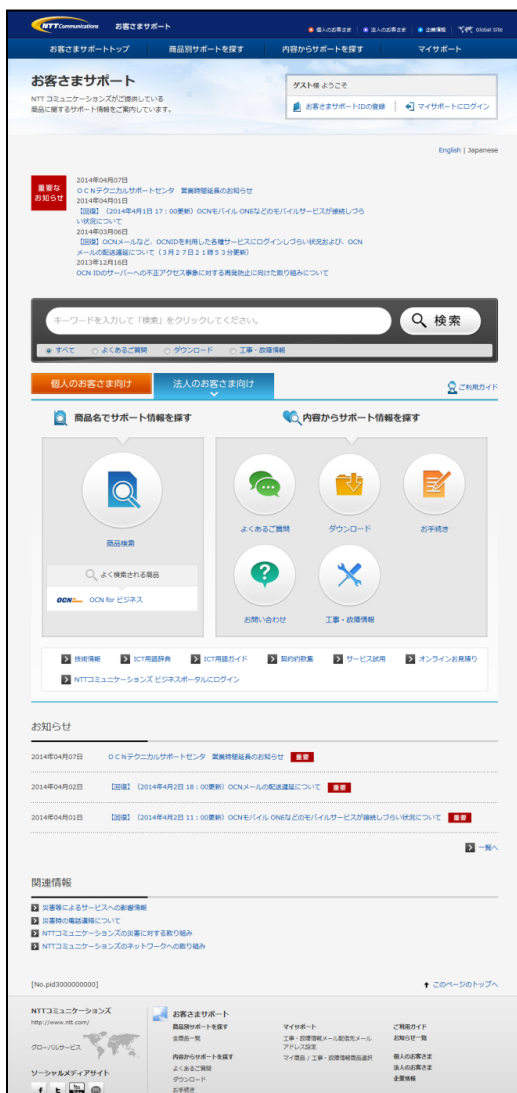 NTT Communications お客さまサポート
個人のお客さま 法人のお客さま 企業情報 Global Site
お客さまサポートトップ 商品別サポートを探す 内容からサポートを探す マイサポート
お客さまサポート
NTT コミュニケーションズがご提供している
商品に関するサポート情報をご案内しています。
ゲスト様 ようこそ
お客さまサポートIDの登録 マイサポートにログイン
English | Japanese
重要な
お知らせ
2014年04月07日
ＯＣＮテクニカルサポートセンタ　営業時間延長のお知らせ
2014年04月01日
【回復】（2014年4月1日 17：00更新）OCNモバイル ONEなどのモバイルサービスが接続しづら
い状況について
2014年03月06日
【回復】OCNメールなど、OCNIDを利用した各種サービスにログインしづらい状況および、OCN
メールの配送遅延について（３月２７日２１時５３分更新）
2013年12月16日
OCN IDのサーバーへの不正アクセス事象に対する再発防止に向けた取り組みについて
キーワードを入力して「検索」をクリックしてください。 検索
すべて よくあるご質問 ダウンロード 工事・故障情報
個人のお客さま向け 法人のお客さま向け ご利用ガイド
商品名でサポート情報を探す 内容からサポート情報を探す
商品検索
よくあるご質問 ダウンロード お手続き
よく検索される商品
OCN OCN for ビジネス
お問い合わせ 工事・故障情報
技術情報 ICT用語辞典 ICT用語ガイド 契約約款集 サービス試用 オンラインお見積り
NTTコミュニケーションズ ビジネスポータルにログイン
お知らせ
2014年04月07日 ＯＣＮテクニカルサポートセンタ　営業時間延長のお知らせ 重要
2014年04月02日 【回復】（2014年4月2日 18：00更新）OCNメールの配送遅延について 重要
2014年04月01日 【回復】（2014年4月2日 11：00更新）OCNモバイル ONEなどのモバイルサービスが接続しづらい状況について 重要
一覧へ
関連情報
災害等によるサービスへの影響情報
災害時の電話連絡について
NTTコミュニケーションズの災害に対する取り組み
NTTコミュニケーションズのネットワークへの取り組み
[No.pid3000000000] このページのトップへ
NTTコミュニケーションズ
http://www.ntt.com/
グローバルサービス
ソーシャルメディアサイト
お客さまサポート
商品別サポートを探す
全商品一覧
内容からサポートを探す
よくあるご質問
ダウンロード
お手続き
マイサポート
工事・故障情報メール配信先メール
アドレス設定
マイ商品 / 工事・故障情報商品選択
ご利用ガイド
お知らせ一覧
個人のお客さま
法人のお客さま
企業情報